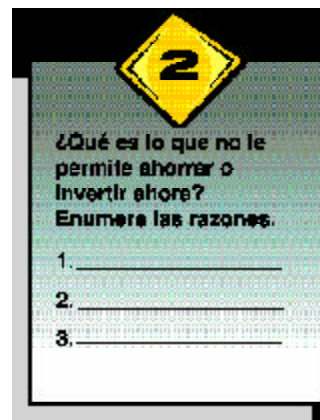 2
¿Qué es lo que no le
permite ahorrar o
invertir ahora?
Enumere las razones.
1.
2.
3.